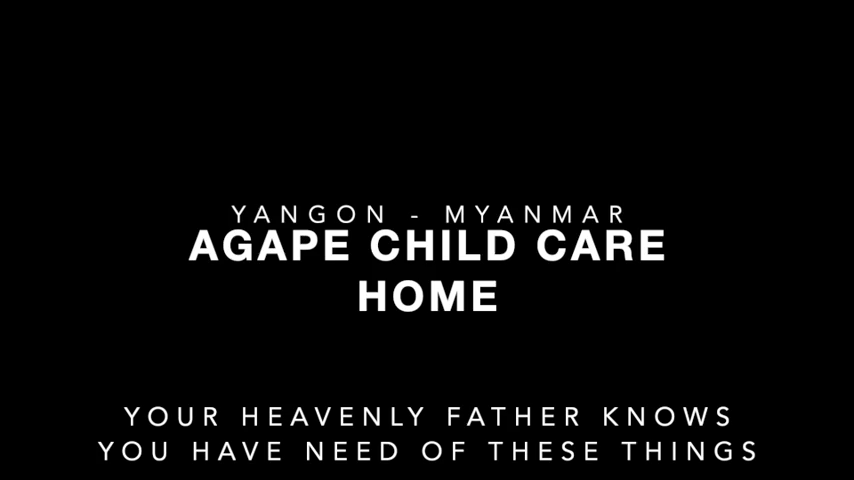 YANGON - MYANMAR
AGAPE CHILD CARE
HOME
YOUR HEAVENLY FATHER KNOWS
YOU HAVE NEED OF THESE THINGS